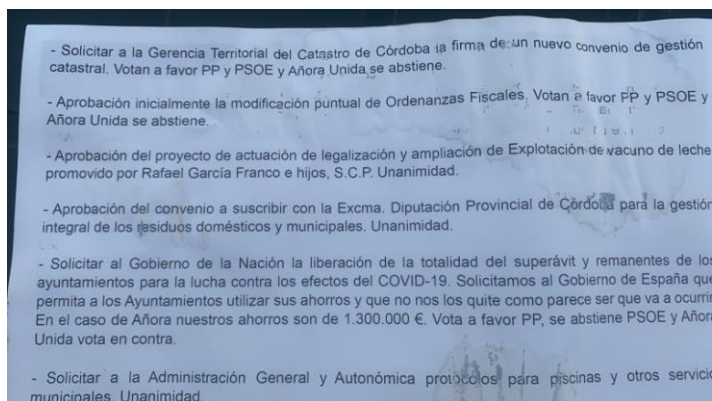 - Solicitar a la Gerencia Territorial del Catastro de Córdoba la firma de un nuevo convenio de gestión
catastral. Votan a favor PP y PSOE y Añora Unida se abstiene.
- Aprobación inicialmente la modificación puntual de Ordenanzas Fiscales. Votan a favor PP y PSOE y
Añora Unida se abstiene.
- Aprobación del proyecto de actuación de legalización y ampliación de Explotación de vacuno de leche
promovido por Rafael García Franco e hijos, S.C.P. Unanimidad.
- Aprobación del convenio a suscribir con la Excma. Diputación Provincial de Córdoba para la gestión
integral de los residuos domésticos y municipales. Unanimidad.
- Solicitar al Gobierno de la Nación la liberación de la totalidad del superávit y remanentes de los
ayuntamientos para la lucha contra los efectos del COVID-19. Solicitamos al Gobierno de España que
permita a los Ayuntamientos utilizar sus ahorros y que no nos los quite como parece ser que va a ocurrir
En el caso de Añora nuestros ahorros son de 1.300.000 €. Vota a favor PP, se abstiene PSOE y Añora
Unida vota en contra.
- Solicitar a la Administración General y Autonómica protocolos para piscinas y otros servicio
municipales. Unanimidad